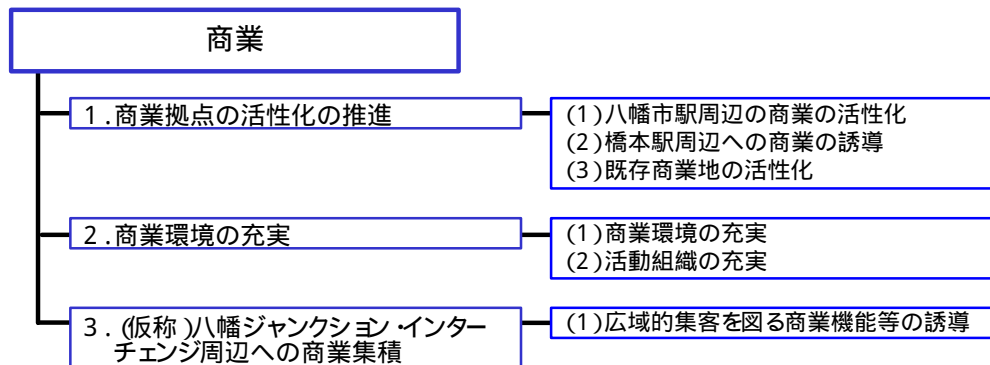 商業
1.商業拠点の活性化の推進
(1)八幡市駅周辺の商業の活性化
(2)橋本駅周辺への商業の誘導
(3)既存商業地の活性化
2.商業環境の充実
(1)商業環境の充実
(2)活動組織の充実
3.(仮称)八幡ジャンクション・インター
チェンジ周辺への商業集積
(1)広域的集客を図る商業機能等の誘導